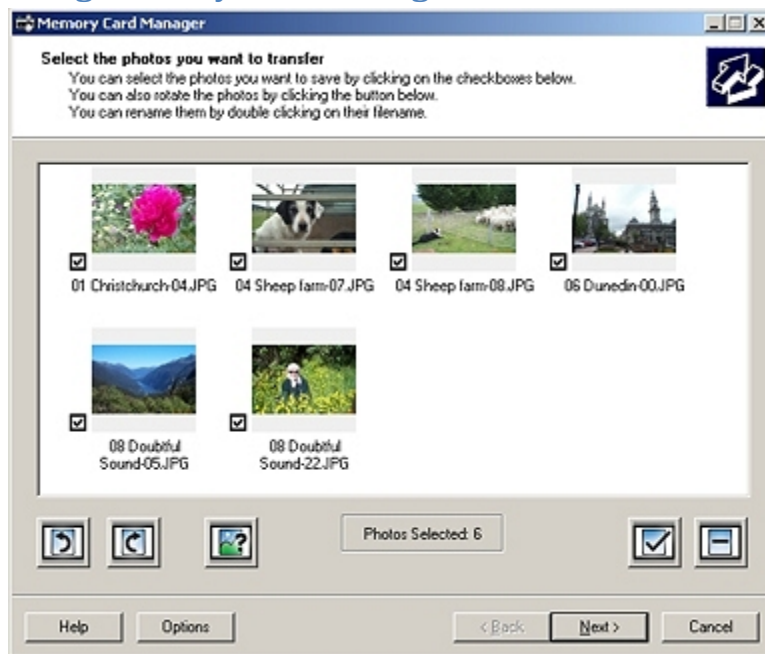 Memory Card Manager
Select the photos you want to transfer
You can select the photos you want to save by clicking on the checkboxes below.
You can also rotate the photos by clicking the button below.
You can rename them by double clicking on their filename.
01 Christchurch-04.JPG
04 Sheep farm-07.JPG
04 Sheep farm-08.JPG
06 Dunedin-00.JPG
08 Doubtful
Sound-05.JPG
08 Doubtful
Sound-22.JPG
Photos Selected: 6
Help
Options
< Back
Next >
Cancel